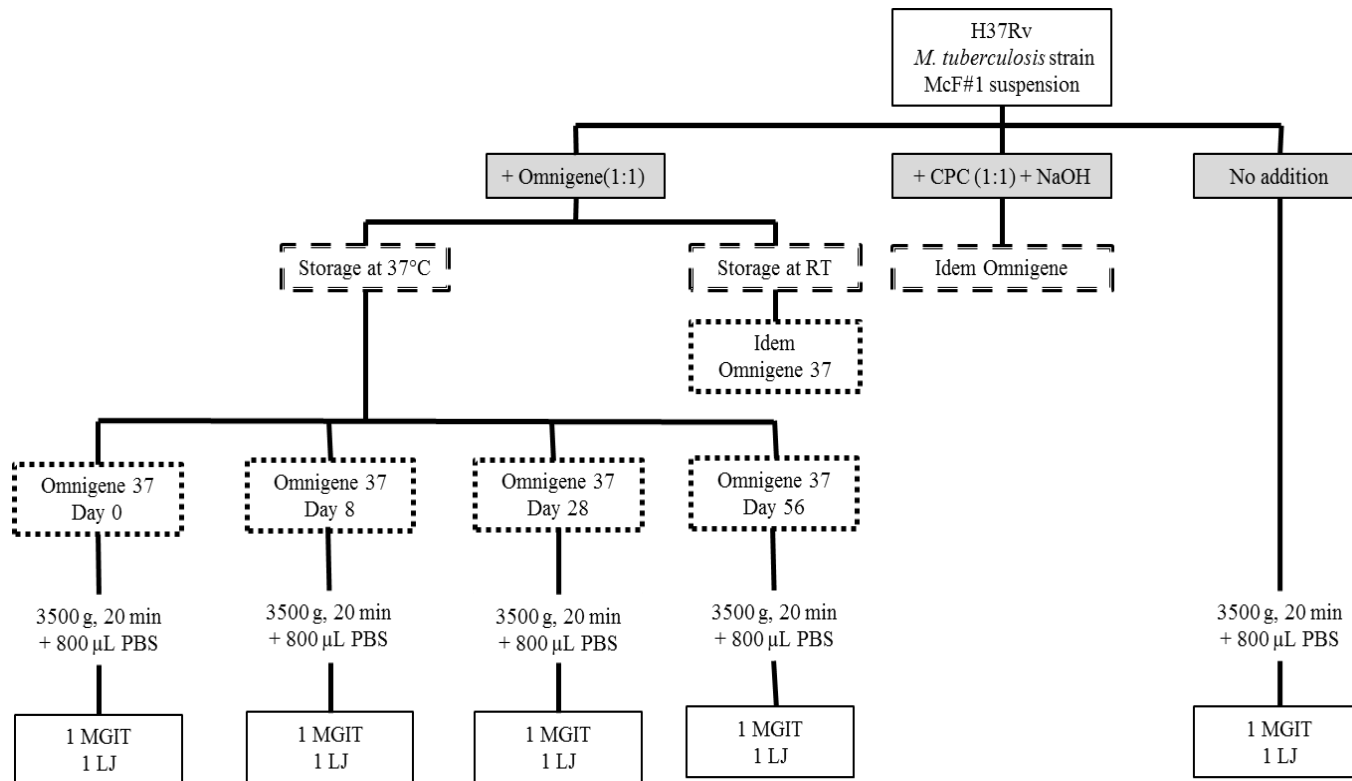 H37Rv
M. tuberculosis strain
McF#1 suspension
+ Omnigene(1:1)
+ CPC (1:1) + NaOH
No addition
Storage at 37°C
Storage at RT
Idem Omnigene
Idem
Omnigene 37
Omnigene 37
Day 0
Omnigene 37
Day 8
Omnigene 37
Day 28
Omnigene 37
Day 56
3500 g, 20 min
+ 800 µL PBS
3500 g, 20 min
+ 800 µL PBS
3500 g, 20 min
+ 800 µL PBS
3500 g, 20 min
+ 800 µL PBS
3500 g, 20 min
+ 800 µL PBS
1 MGIT
1 LJ
1 MGIT
1 LJ
1 MGIT
1 LJ
1 MGIT
1 LJ
1 MGIT
1 LJ